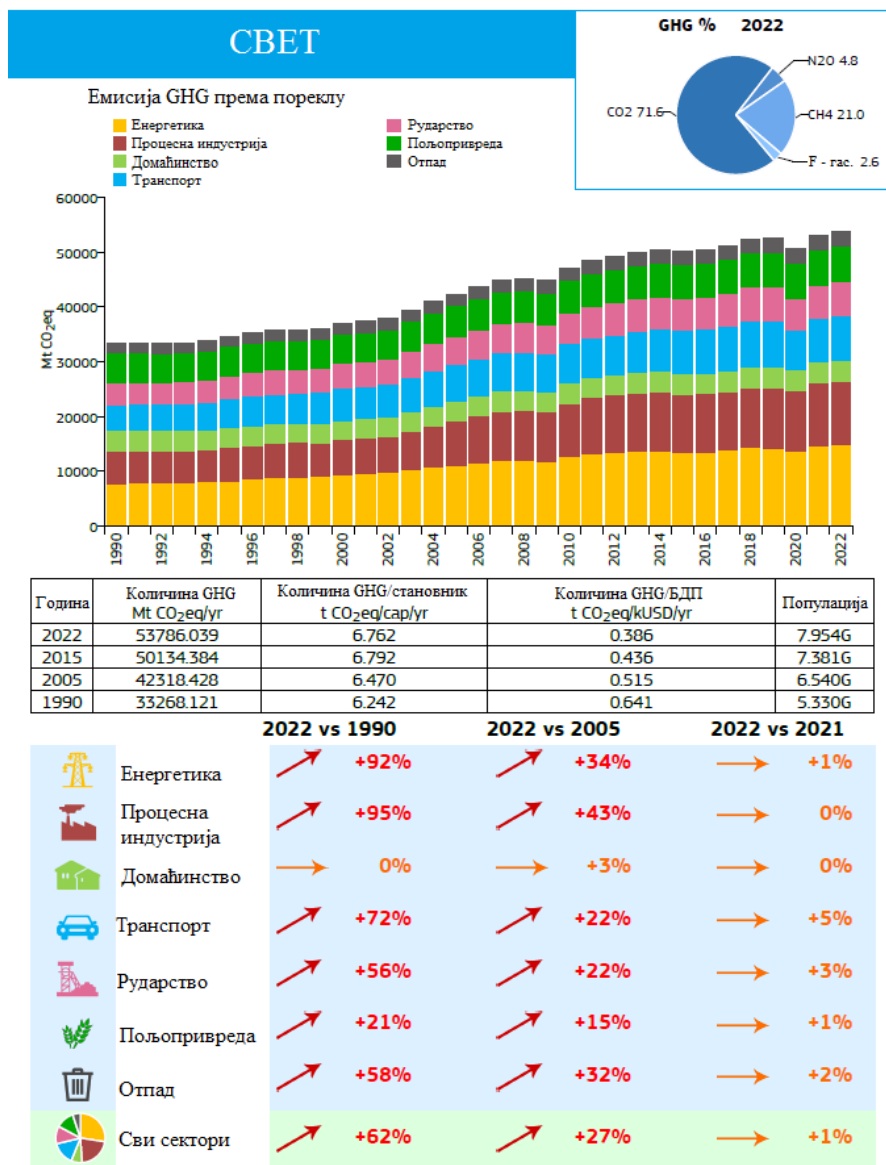 СВЕТ
GHG % 2022
N2O 4.8
CO2 71.6
CH4 21.0
F - гас. 2.6
Емисија GHG према пореклу
Енергетика
Процесна индустрија
Домаћинство
Транспорт
Рударство
Пољопривреда
Отпад
Mt CO₂eq
60000
50000
40000
30000
20000
10000
0
1990 1992 1994 1996 1998 2000 2002 2004 2006 2008 2010 2012 2014 2016 2018 2020 2022
Година Количина GHG Количина GHG/становник Количина GHG/БДП Популација
Mt CO₂eq/yr t CO₂eq/cap/yr t CO₂eq/kUSD/yr
2022 53786.039 6.762 0.386 7.954G
2015 50134.384 6.792 0.436 7.381G
2005 42318.428 6.470 0.515 6.540G
1990 33268.121 6.242 0.641 5.330G
2022 vs 1990 2022 vs 2005 2022 vs 2021
Енергетика +92% +34% +1%
Процесна
индустрија +95% +43% 0%
Домаћинство 0% +3% 0%
Транспорт +72% +22% +5%
Рударство +56% +22% +3%
Пољопривреда +21% +15% +1%
Отпад +58% +32% +2%
Сви сектори +62% +27% +1%